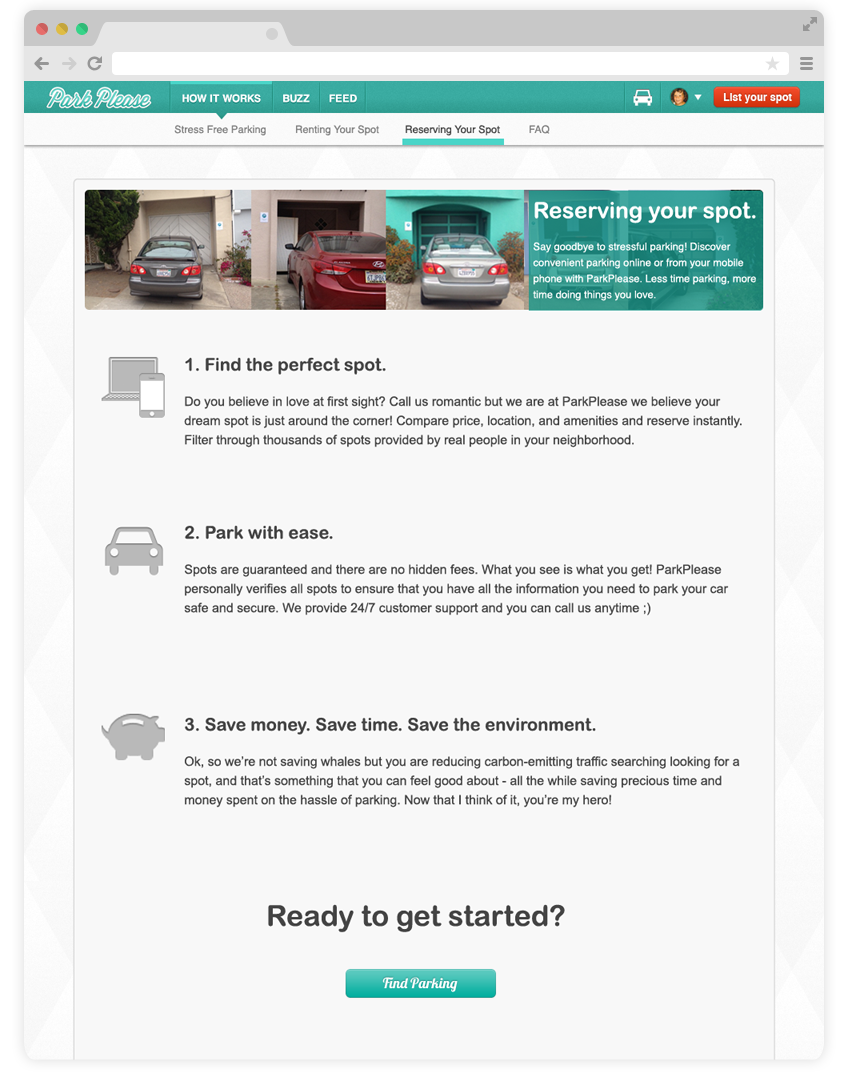 Park Please
HOW IT WORKS
BUZZ
FEED
List your spot
Stress Free Parking
Renting Your Spot
Reserving Your Spot
FAQ
Reserving your spot.
Say goodbye to stressful parking! Discover
convenient parking online or from your mobile
phone with ParkPlease. Less time parking, more
time doing things you love.
1. Find the perfect spot.
Do you believe in love at first sight? Call us romantic but we are at ParkPlease we believe your
dream spot is just around the corner! Compare price, location, and amenities and reserve instantly.
Filter through thousands of spots provided by real people in your neighborhood.
2. Park with ease.
Spots are guaranteed and there are no hidden fees. What you see is what you get! ParkPlease
personally verifies all spots to ensure that you have all the information you need to park your car
safe and secure. We provide 24/7 customer support and you can call us anytime ;)
3. Save money. Save time. Save the environment.
Ok, so we're not saving whales but you are reducing carbon-emitting traffic searching looking for a
spot, and that's something that you can feel good about - all the while saving precious time and
money spent on the hassle of parking. Now that I think of it, you're my hero!
Ready to get started?
Find Parking